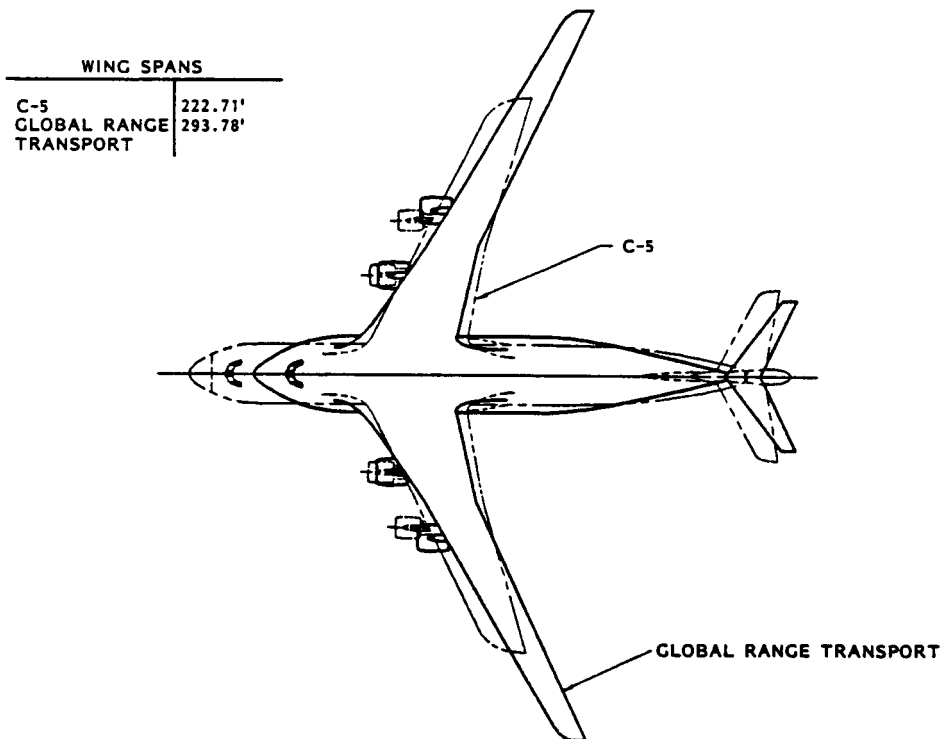 WING SPANS
C-5 222.71'
GLOBAL RANGE 293.78'
TRANSPORT
C-5
GLOBAL RANGE TRANSPORT